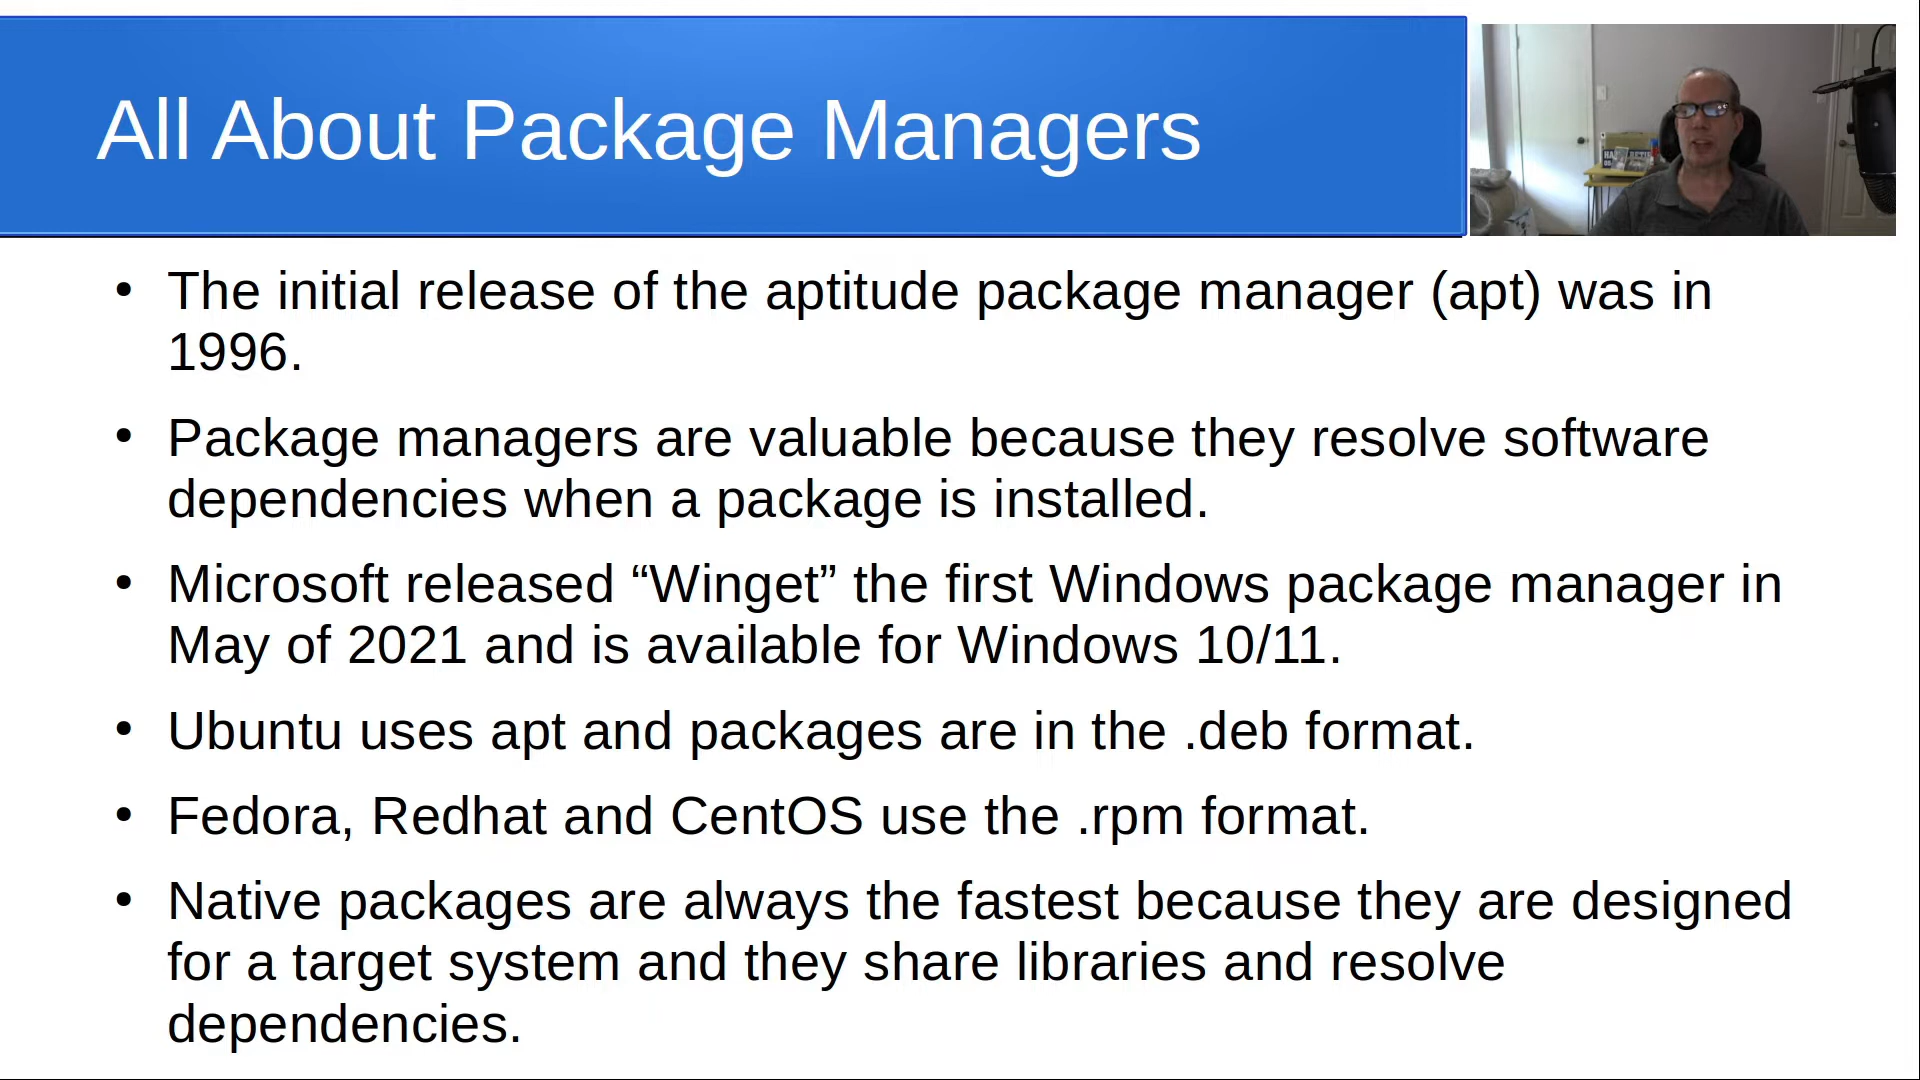 All About Package Managers
• The initial release of the aptitude package manager (apt) was in
1996.
• Package managers are valuable because they resolve software
dependencies when a package is installed.
• Microsoft released “Winget” the first Windows package manager in
May of 2021 and is available for Windows 10/11.
• Ubuntu uses apt and packages are in the .deb format.
• Fedora, Redhat and CentOS use the .rpm format.
• Native packages are always the fastest because they are designed
for a target system and they share libraries and resolve
dependencies.